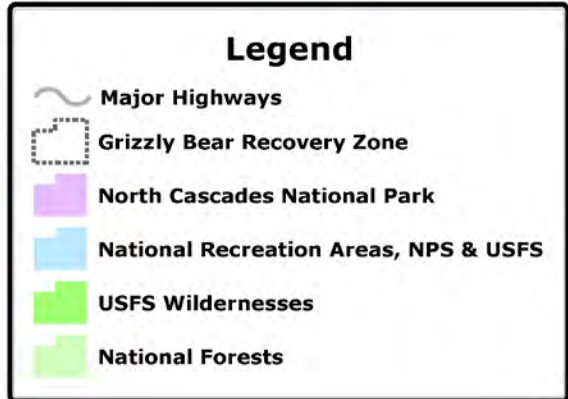 Legend
Major Highways
Grizzly Bear Recovery Zone
North Cascades National Park
National Recreation Areas, NPS & USFS
USFS Wildernesses
National Forests